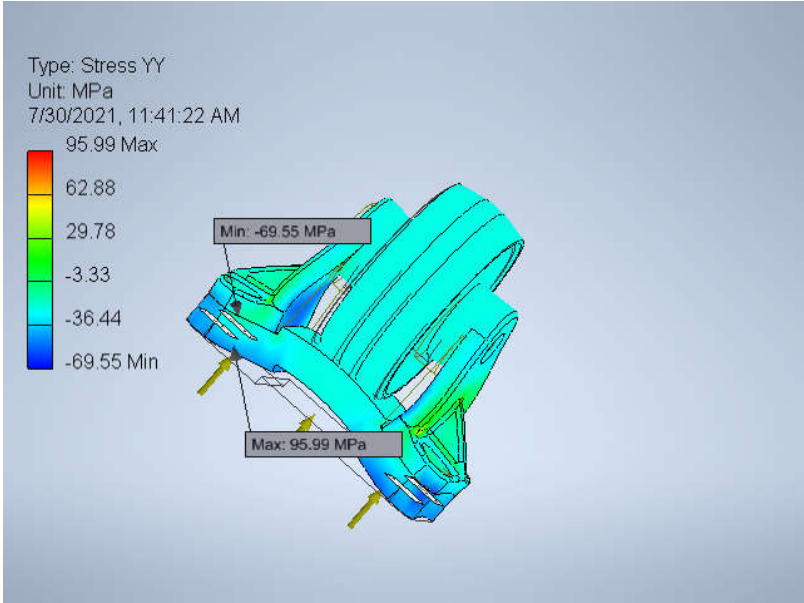 Type: Stress YY
Unit: MPa
7/30/2021, 11:41:22 AM
95.99 Max
62.88
29.78
-3.33
-36.44
-69.55 Min
Min: -69.55 MPa
Max: 95.99 MPa